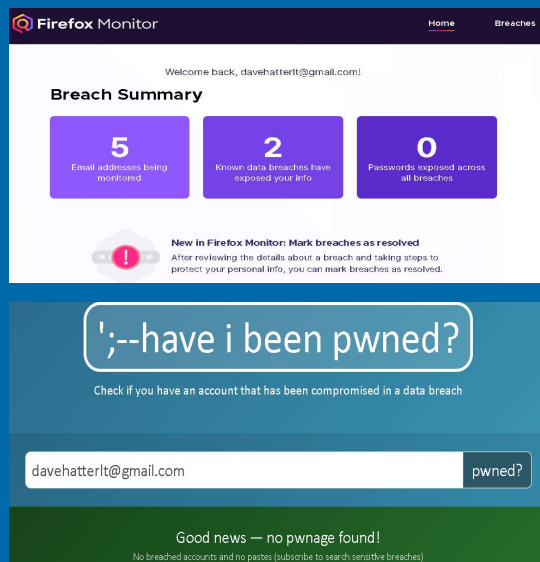 Firefox Monitor Home Breaches
Welcome back, davehatterlt@gmail.com!
Breach Summary
5 2 0
Email addresses being Known data breaches have Passwords exposed across
monitored exposed your info all breaches
New in Firefox Monitor: Mark breaches as resolved
After reviewing the details about a breach and taking steps to
protect your personal info, you can mark breaches as resolved.
';--have i been pwned?
Check if you have an account that has been compromised in a data breach
davehatterlt@gmail.com pwned?
Good news — no pwnage found!
No breached accounts and no pastes (subscribe to search sensitive breaches)